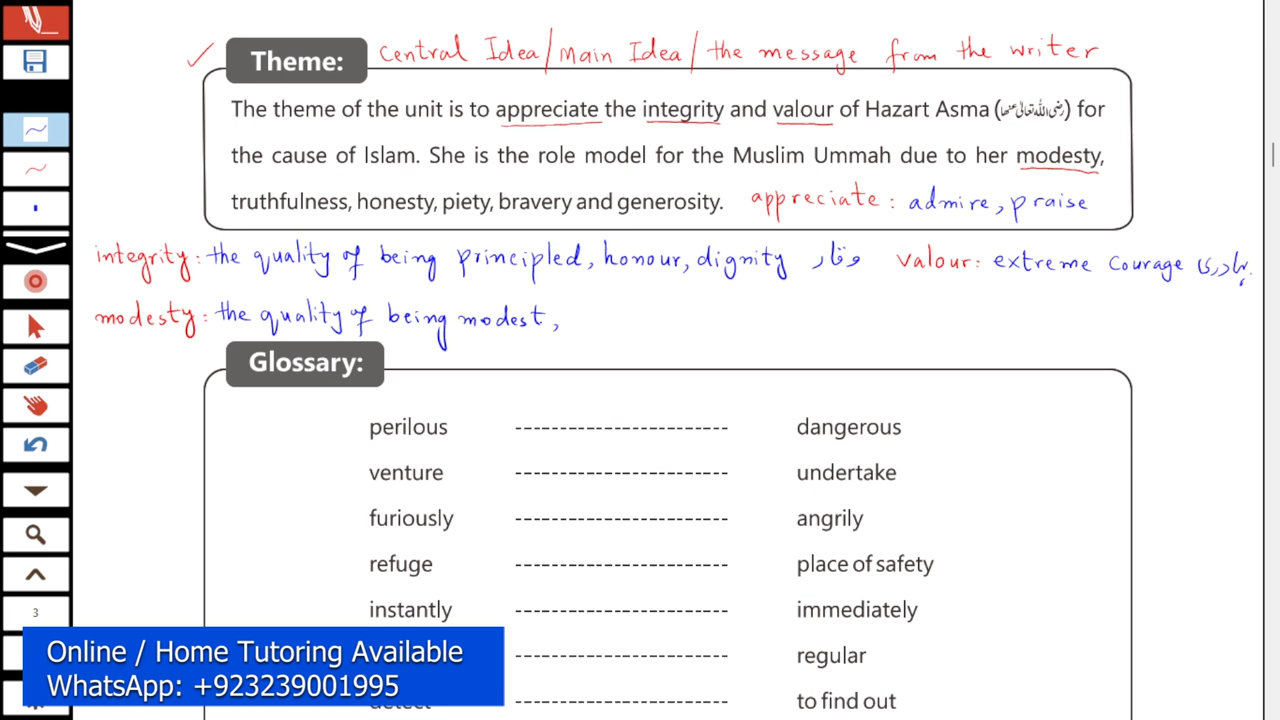 Theme: Central Idea/Main Idea/the message from the writer
The theme of the unit is to appreciate the integrity and valour of Hazart Asma (رضی اللہ تعالیٰ عنہا) for
the cause of Islam. She is the role model for the Muslim Ummah due to her modesty,
truthfulness, honesty, piety, bravery and generosity. appreciate: admire, praise
integrity: the quality of being principled, honour, dignity وقار valour: extreme courage بہادری
modesty: the quality of being modest,
Glossary:
perilous ------------------------ dangerous
venture ------------------------ undertake
furiously ------------------------ angrily
refuge ------------------------ place of safety
instantly ------------------------ immediately
3
------------------------ regular
------------------------ to find out
Online / Home Tutoring Available
WhatsApp: +923239001995